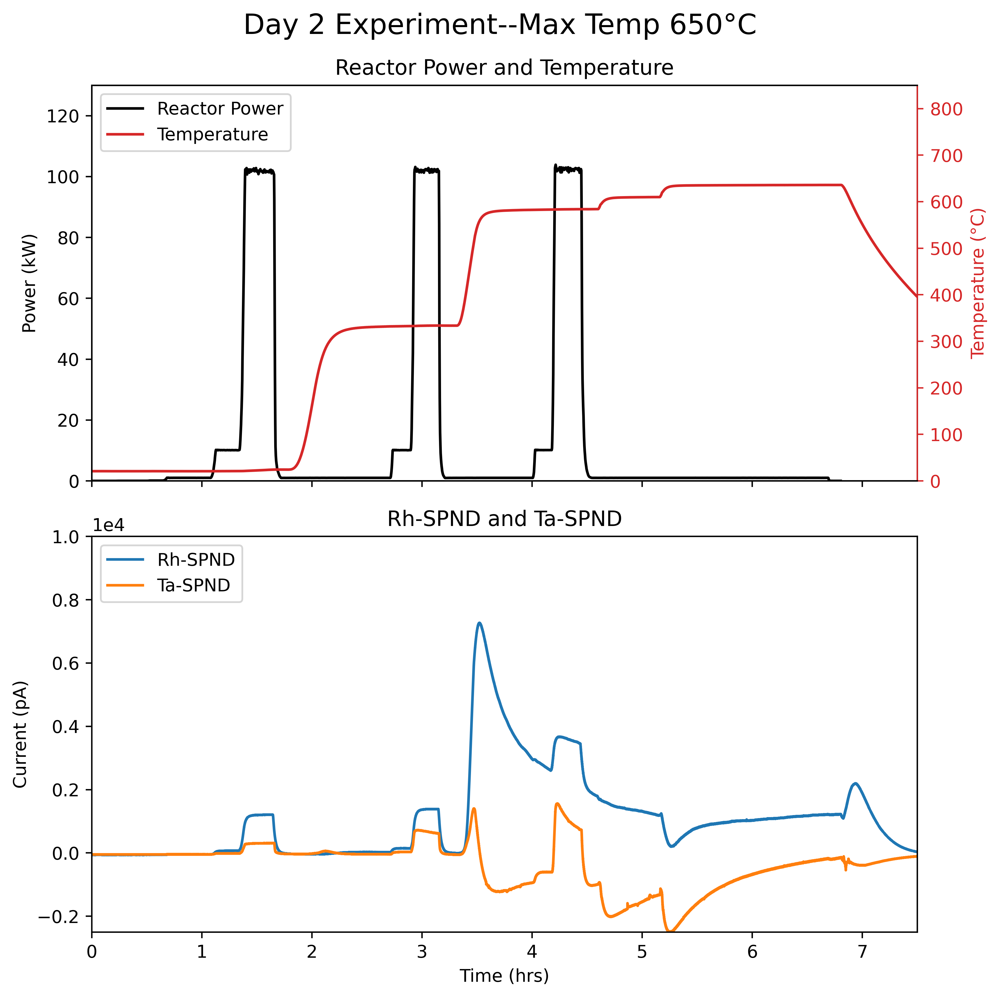 Day 2 Experiment--Max Temp 650°C
Reactor Power and Temperature
Reactor Power
Temperature
120
100
80
60
40
20
0
Power (kW)
800
700
600
500
400
300
200
100
0
Temperature (°C)
Rh-SPND and Ta-SPND
1e4
Rh-SPND
Ta-SPND
1.0
0.8
0.6
0.4
0.2
0.0
−0.2
Current (pA)
0 1 2 3 4 5 6 7
Time (hrs)